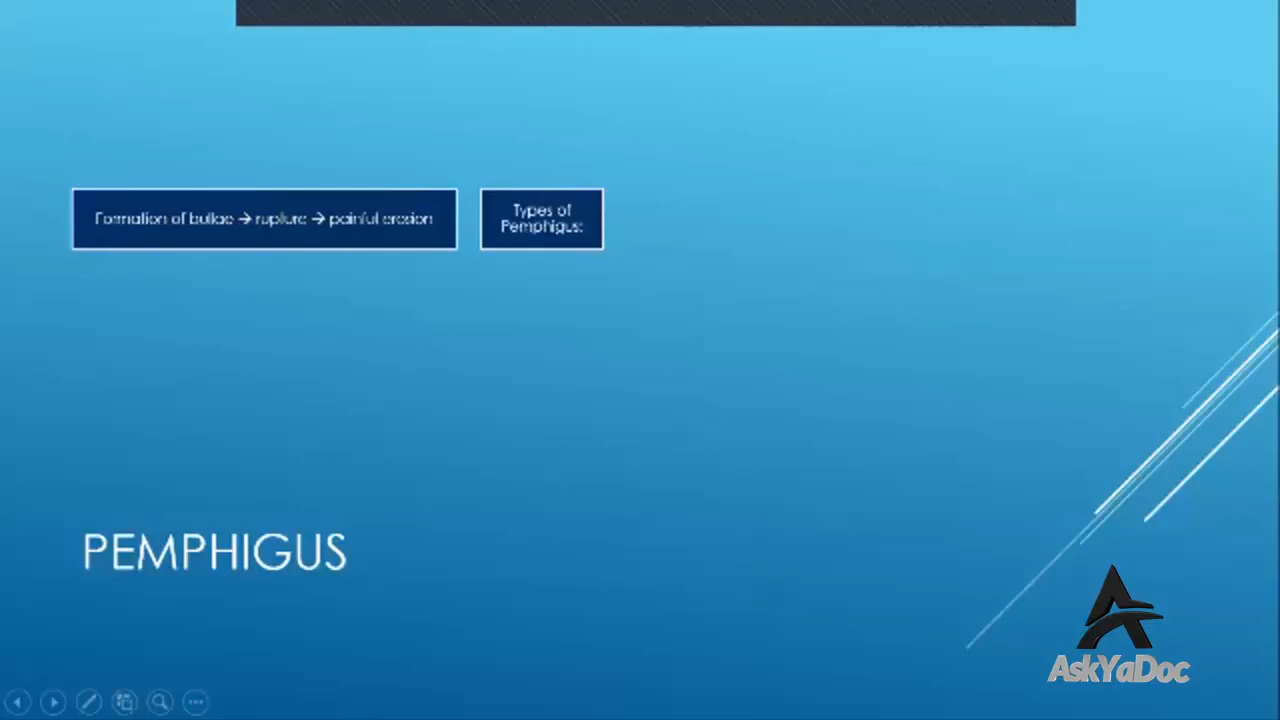 Formation of bullae → rupture → painful erosion
Types of
Pemphigus:
PEMPHIGUS
AskYaDoc